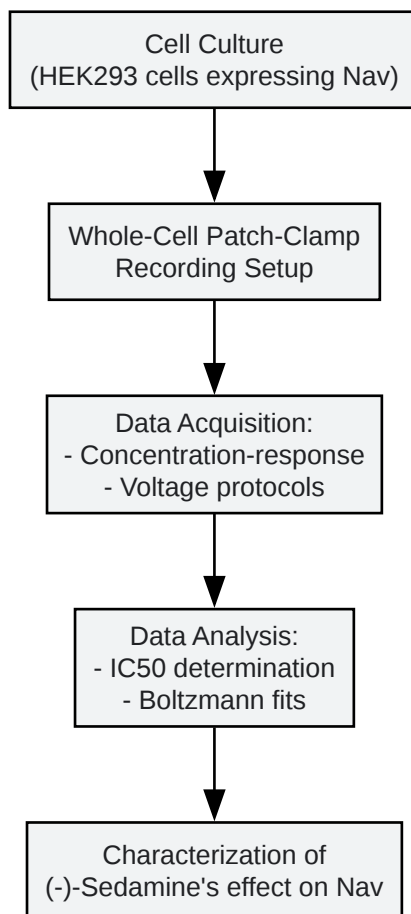 Cell Culture
(HEK293 cells expressing Nav)
Whole-Cell Patch-Clamp
Recording Setup
Data Acquisition:
- Concentration-response
- Voltage protocols
Data Analysis:
- IC50 determination
- Boltzmann fits
Characterization of
(-)-Sedamine's effect on Nav